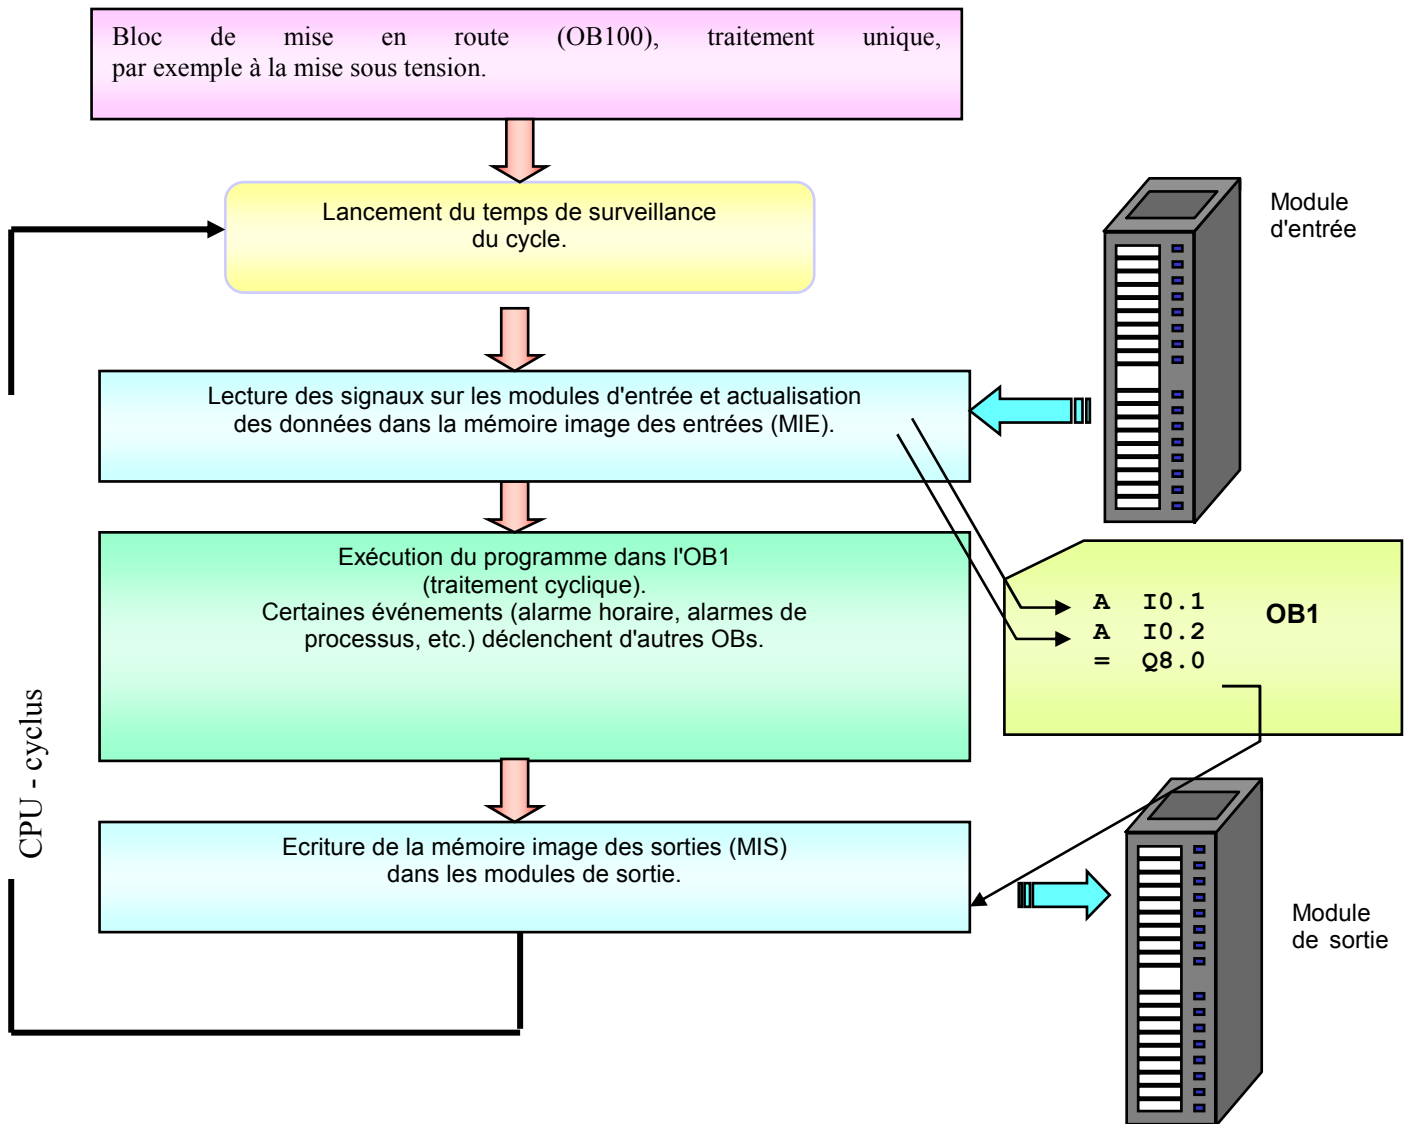 Bloc de mise en route (OB100), traitement unique,
par exemple à la mise sous tension.
Lancement du temps de surveillance
du cycle.
Module
d'entrée
Lecture des signaux sur les modules d'entrée et actualisation
des données dans la mémoire image des entrées (MIE).
Exécution du programme dans l'OB1
(traitement cyclique).
Certaines événements (alarme horaire, alarmes de
processus, etc.) déclenchent d'autres OBs.
A I0.1
A I0.2
= Q8.0
OB1
CPU - cyclus
Ecriture de la mémoire image des sorties (MIS)
dans les modules de sortie.
Module
de sortie